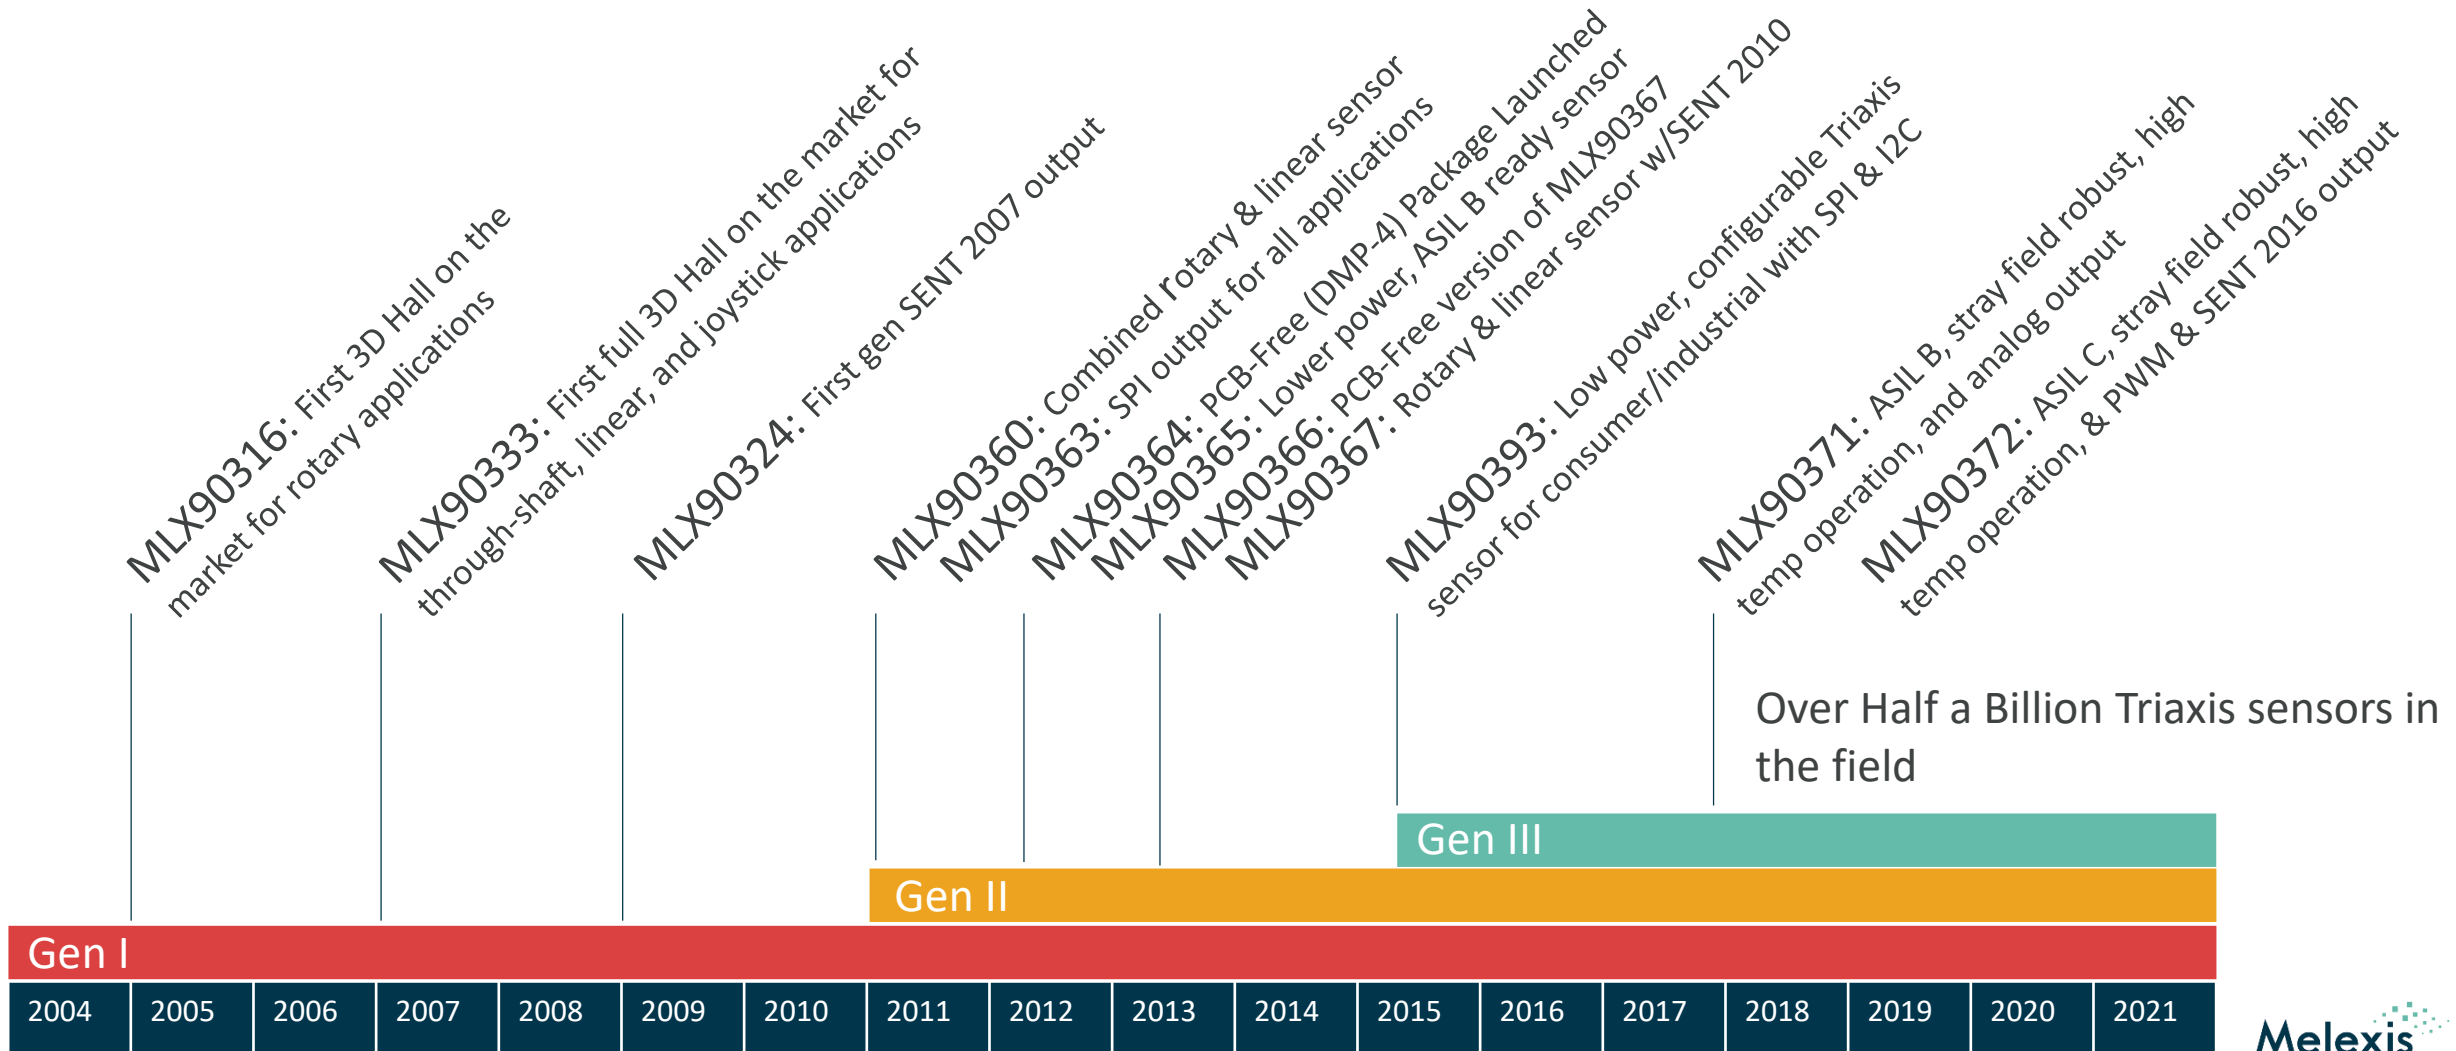 MLX90316: First 3D Hall on the
market for rotary applications
MLX90333: First full 3D Hall on the market for
through-shaft, linear, and joystick applications
MLX90324: First gen SENT 2007 output
MLX90360: Combined rotary & linear sensor
MLX90363: SPI output for all applications
MLX90364: PCB-Free (DMP-4) Package Launched
MLX90365: Lower power, ASIL B ready sensor
MLX90366: PCB-Free version of MLX90367
MLX90367: Rotary & linear sensor w/SENT 2010
MLX90393: Low power, configurable Triaxis
sensor for consumer/industrial with SPI & I2C
MLX90371: ASIL B, stray field robust, high
temp operation, and analog output
MLX90372: ASIL C, stray field robust, high
temp operation, & PWM & SENT 2016 output
Over Half a Billion Triaxis sensors in
the field
Gen III
Gen II
Gen I
2004 2005 2006 2007 2008 2009 2010 2011 2012 2013 2014 2015 2016 2017 2018 2019 2020 2021
Melexis